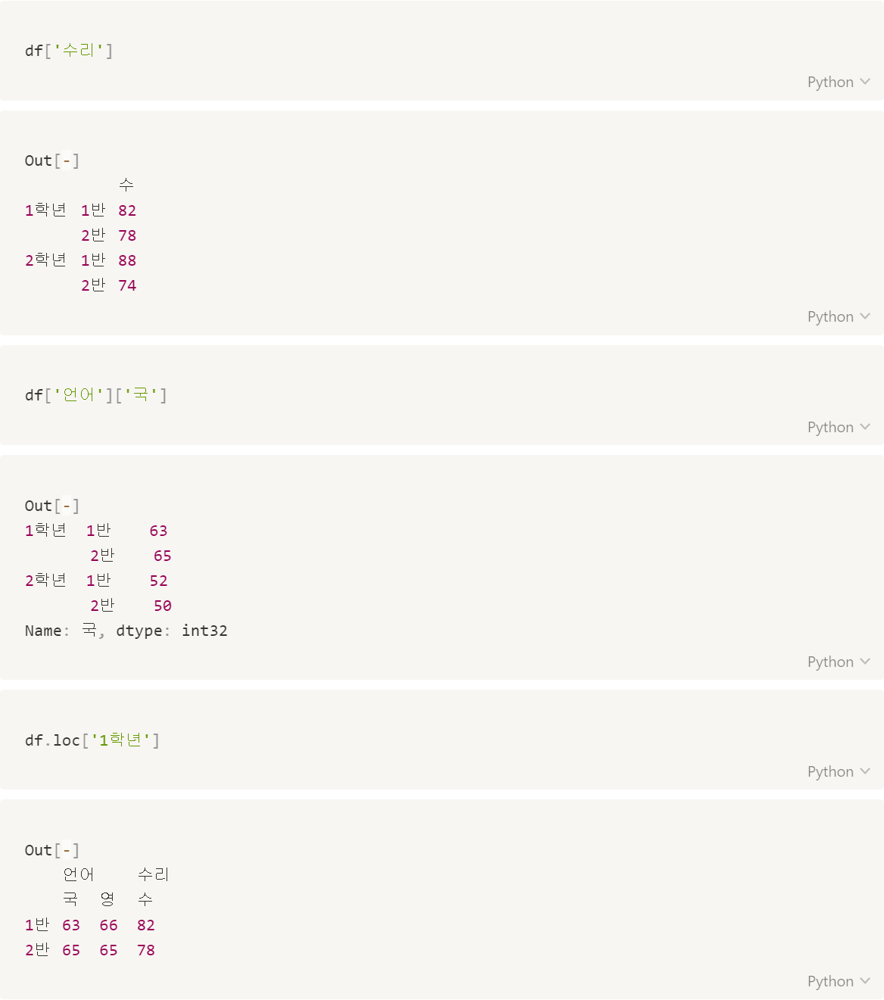 df['수리']
Python
Out[-]
수
1학년 1반 82
2반 78
2학년 1반 88
2반 74
Python
df['언어']['국']
Python
Out[-]
1학년 1반 63
2반 65
2학년 1반 52
2반 50
Name: 국, dtype: int32
Python
df.loc['1학년']
Python
Out[-]
언어 수리
국 영 수
1반 63 66 82
2반 65 65 78
Python